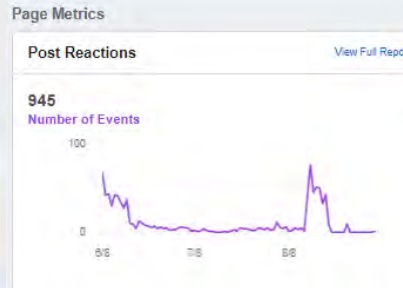 Page Metrics
Post Reactions
View Full Repo
945
Number of Events
100
0
6/8
7/8
8/8